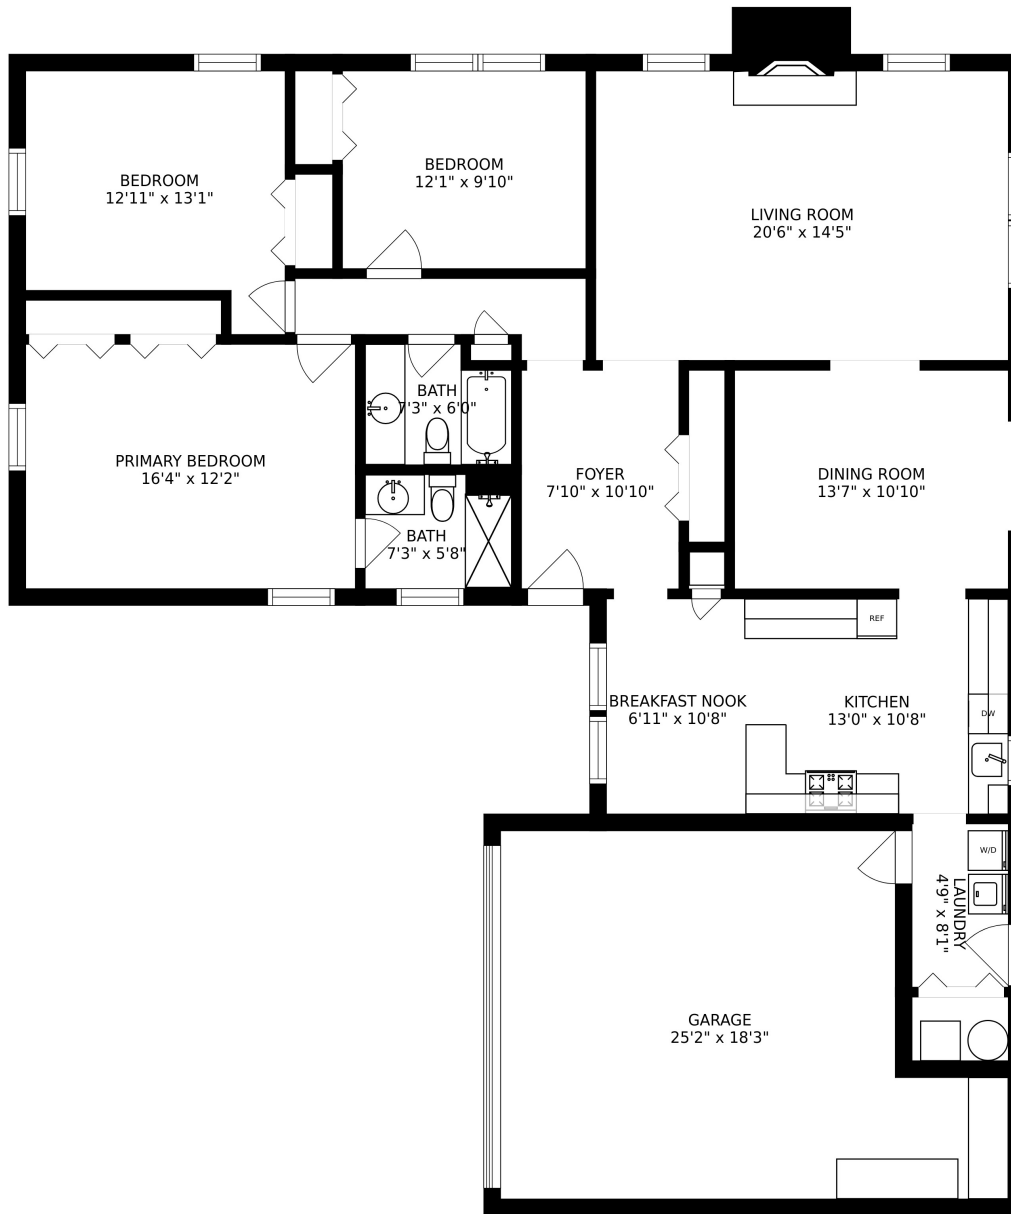 BEDROOM
12'11" x 13'1"
BEDROOM
12'1" x 9'10"
LIVING ROOM
20'6" x 14'5"
PRIMARY BEDROOM
16'4" x 12'2"
BATH
7'3" x 6'0"
BATH
7'3" x 5'8"
FOYER
7'10" x 10'10"
DINING ROOM
13'7" x 10'10"
REF
BREAKFAST NOOK
6'11" x 10'8"
KITCHEN
13'0" x 10'8"
DW
W/D
LAUNDRY
4'9" x 8'1"
GARAGE
25'2" x 18'3"